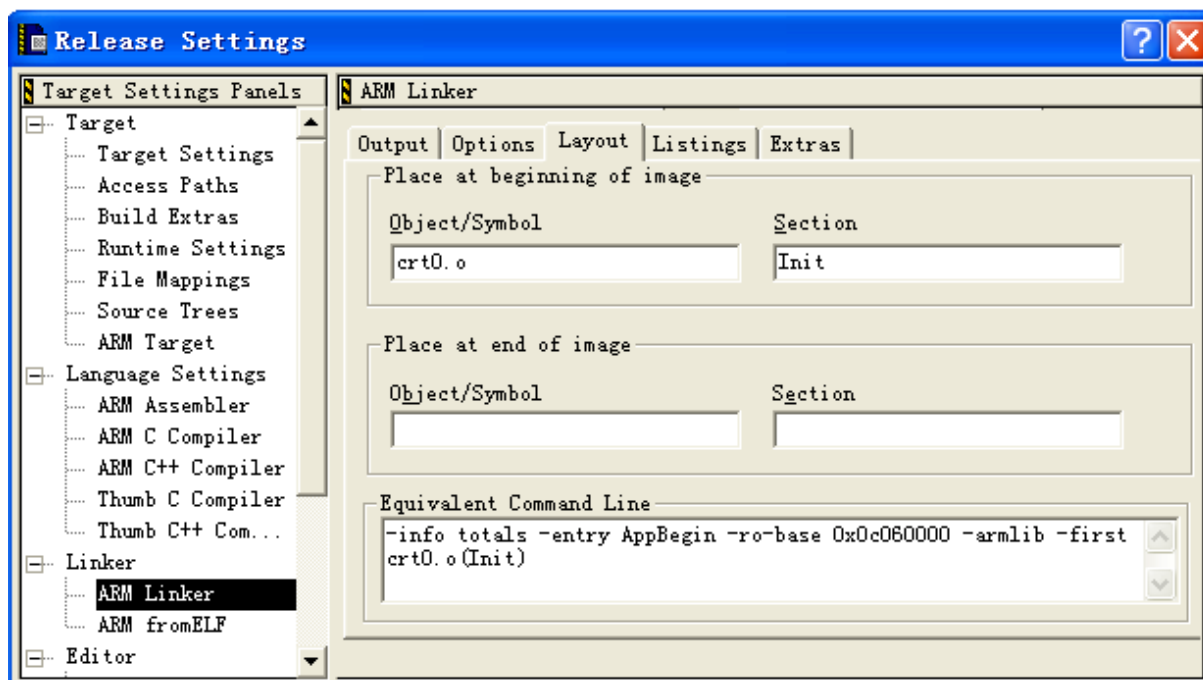 Release Settings
Target Settings Panels
Target
Target Settings
Access Paths
Build Extras
Runtime Settings
File Mappings
Source Trees
ARM Target
Language Settings
ARM Assembler
ARM C Compiler
ARM C++ Compiler
Thumb C Compiler
Thumb C++ Com...
Linker
ARM Linker
ARM fromELF
Editor
ARM Linker
Output Options Layout Listings Extras
Place at beginning of image
Object/Symbol Section
crt0.o Init
Place at end of image
Object/Symbol Section
Equivalent Command Line
-info totals -entry AppBegin -ro-base 0x0c060000 -armlib -first
crt0.o(Init)